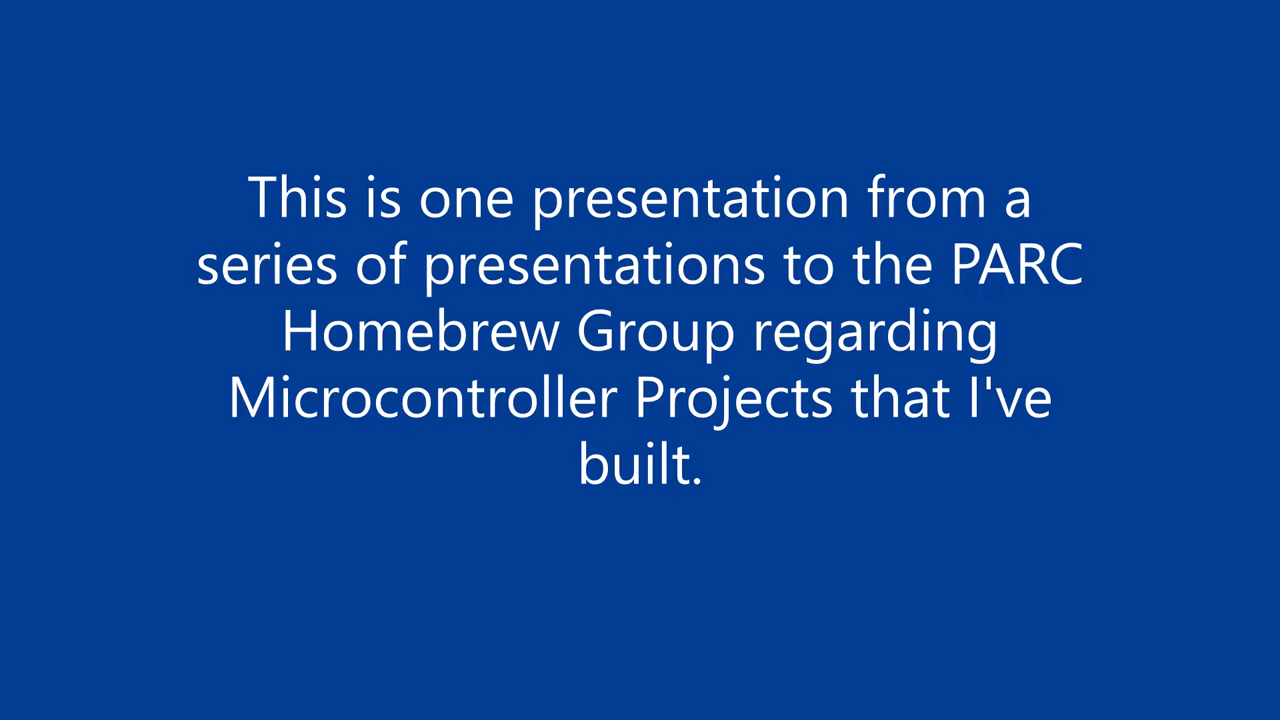 This is one presentation from a
series of presentations to the PARC
Homebrew Group regarding
Microcontroller Projects that I've
built.